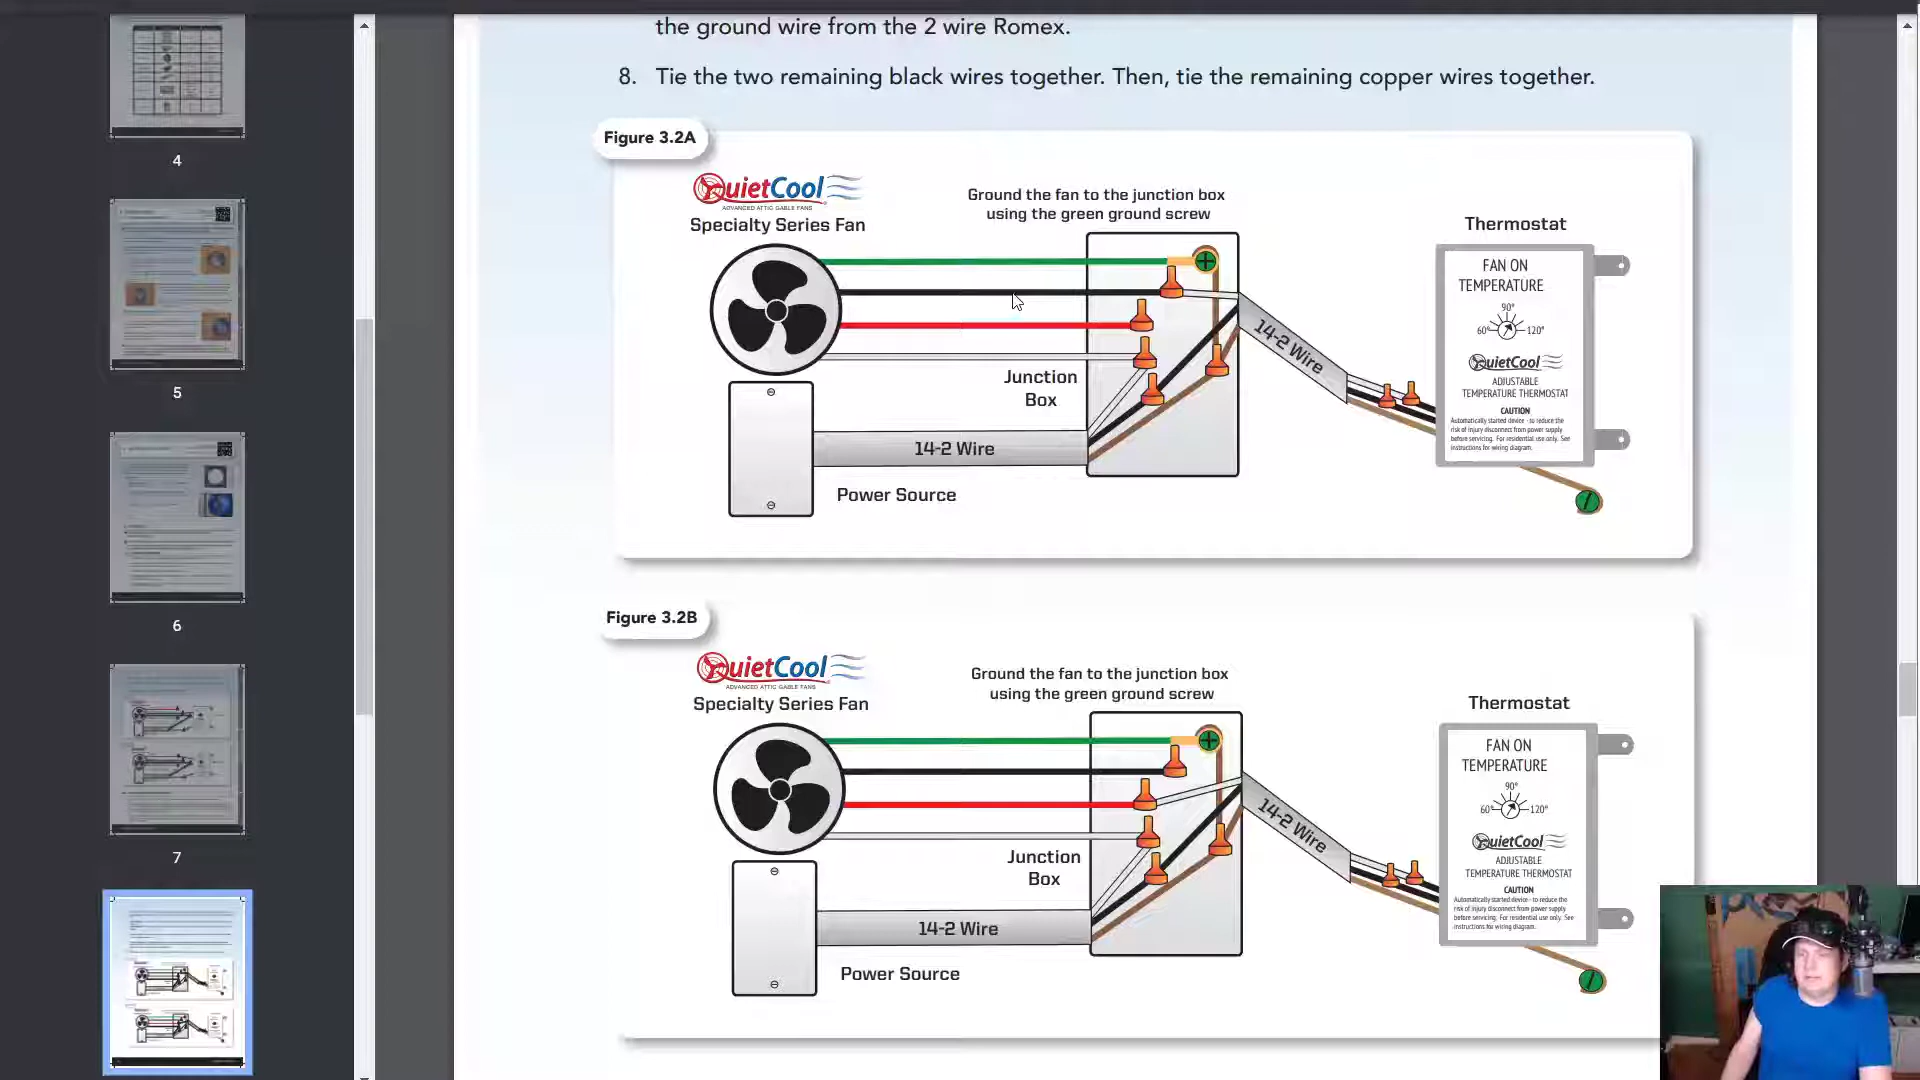 the ground wire from the 2 wire Romex.
8. Tie the two remaining black wires together. Then, tie the remaining copper wires together.
Figure 3.2A
QuietCool
ADVANCED ATTIC GABLE FANS
Specialty Series Fan
Ground the fan to the junction box
using the green ground screw
Thermostat
FAN ON
TEMPERATURE
90°
60°
120°
QuietCool
ADJUSTABLE
TEMPERATURE THERMOSTAT
CAUTION
Automatically started device - to reduce the
risk of injury disconnect from power supply
before servicing. For residential use only. See
instructions for wiring diagram.
14-2 Wire
Junction
Box
14-2 Wire
Power Source
Figure 3.2B
QuietCool
ADVANCED ATTIC GABLE FANS
Specialty Series Fan
Ground the fan to the junction box
using the green ground screw
Thermostat
FAN ON
TEMPERATURE
90°
60°
120°
QuietCool
ADJUSTABLE
TEMPERATURE THERMOSTAT
CAUTION
Automatically started device - to reduce the
risk of injury disconnect from power supply
before servicing. For residential use only. See
instructions for wiring diagram.
14-2 Wire
Junction
Box
14-2 Wire
Power Source
4
5
6
7